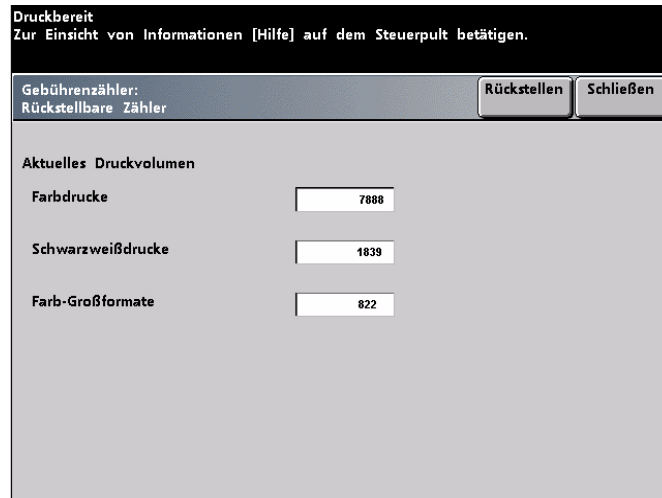 Druckbereit
Zur Einsicht von Informationen [Hilfe] auf dem Steuerpult betätigen.
Gebührenzähler:
Rückstellbare Zähler
Rückstellen
Schließen
Aktuelles Druckvolumen
Farbdrucke 7888
Schwarzweißdrucke 1839
Farb-Großformate 822